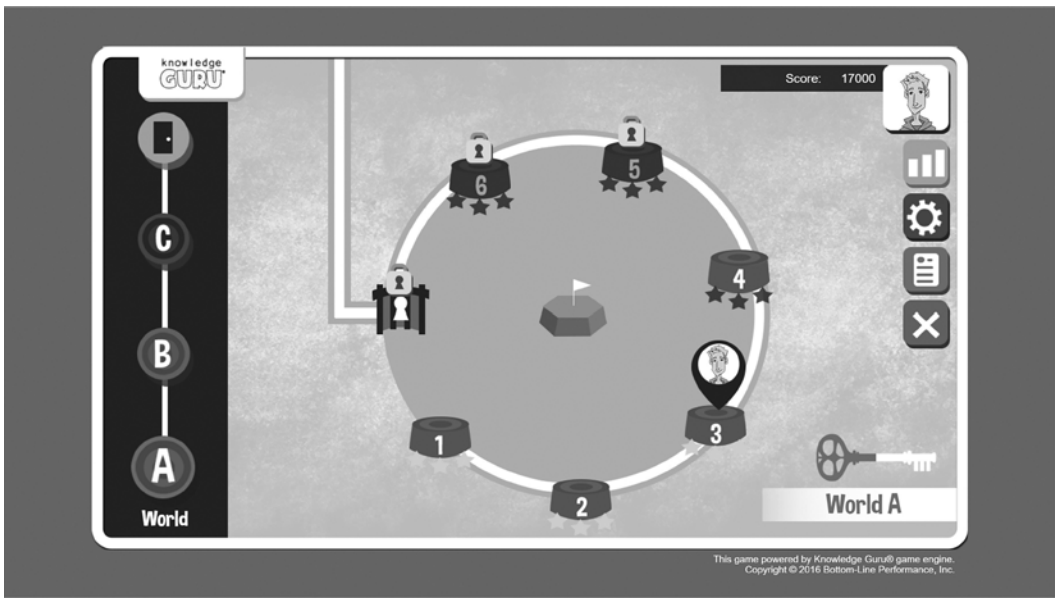 knowledge
GURU®
Score: 17000
6
5
C
4
B
3
1
A
World A
2
World
This game powered by Knowledge Guru® game engine.
Copyright © 2016 Bottom-Line Performance, Inc.